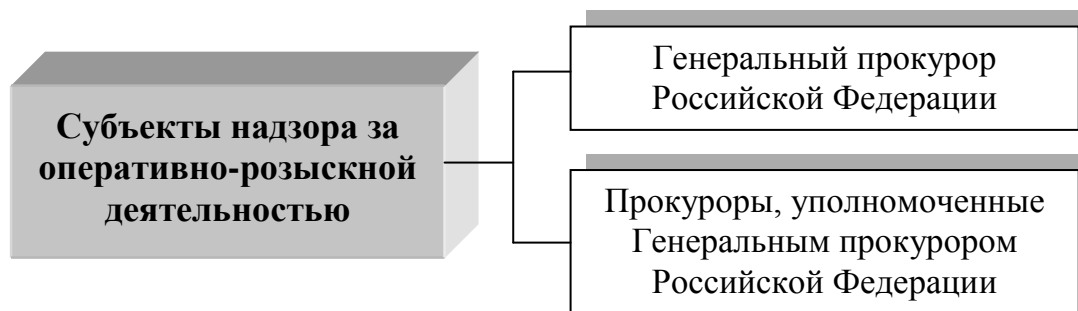 Субъекты надзора за
оперативно-розыскной
деятельностью
Генеральный прокурор
Российской Федерации
Прокуроры, уполномоченные
Генеральным прокурором
Российской Федерации